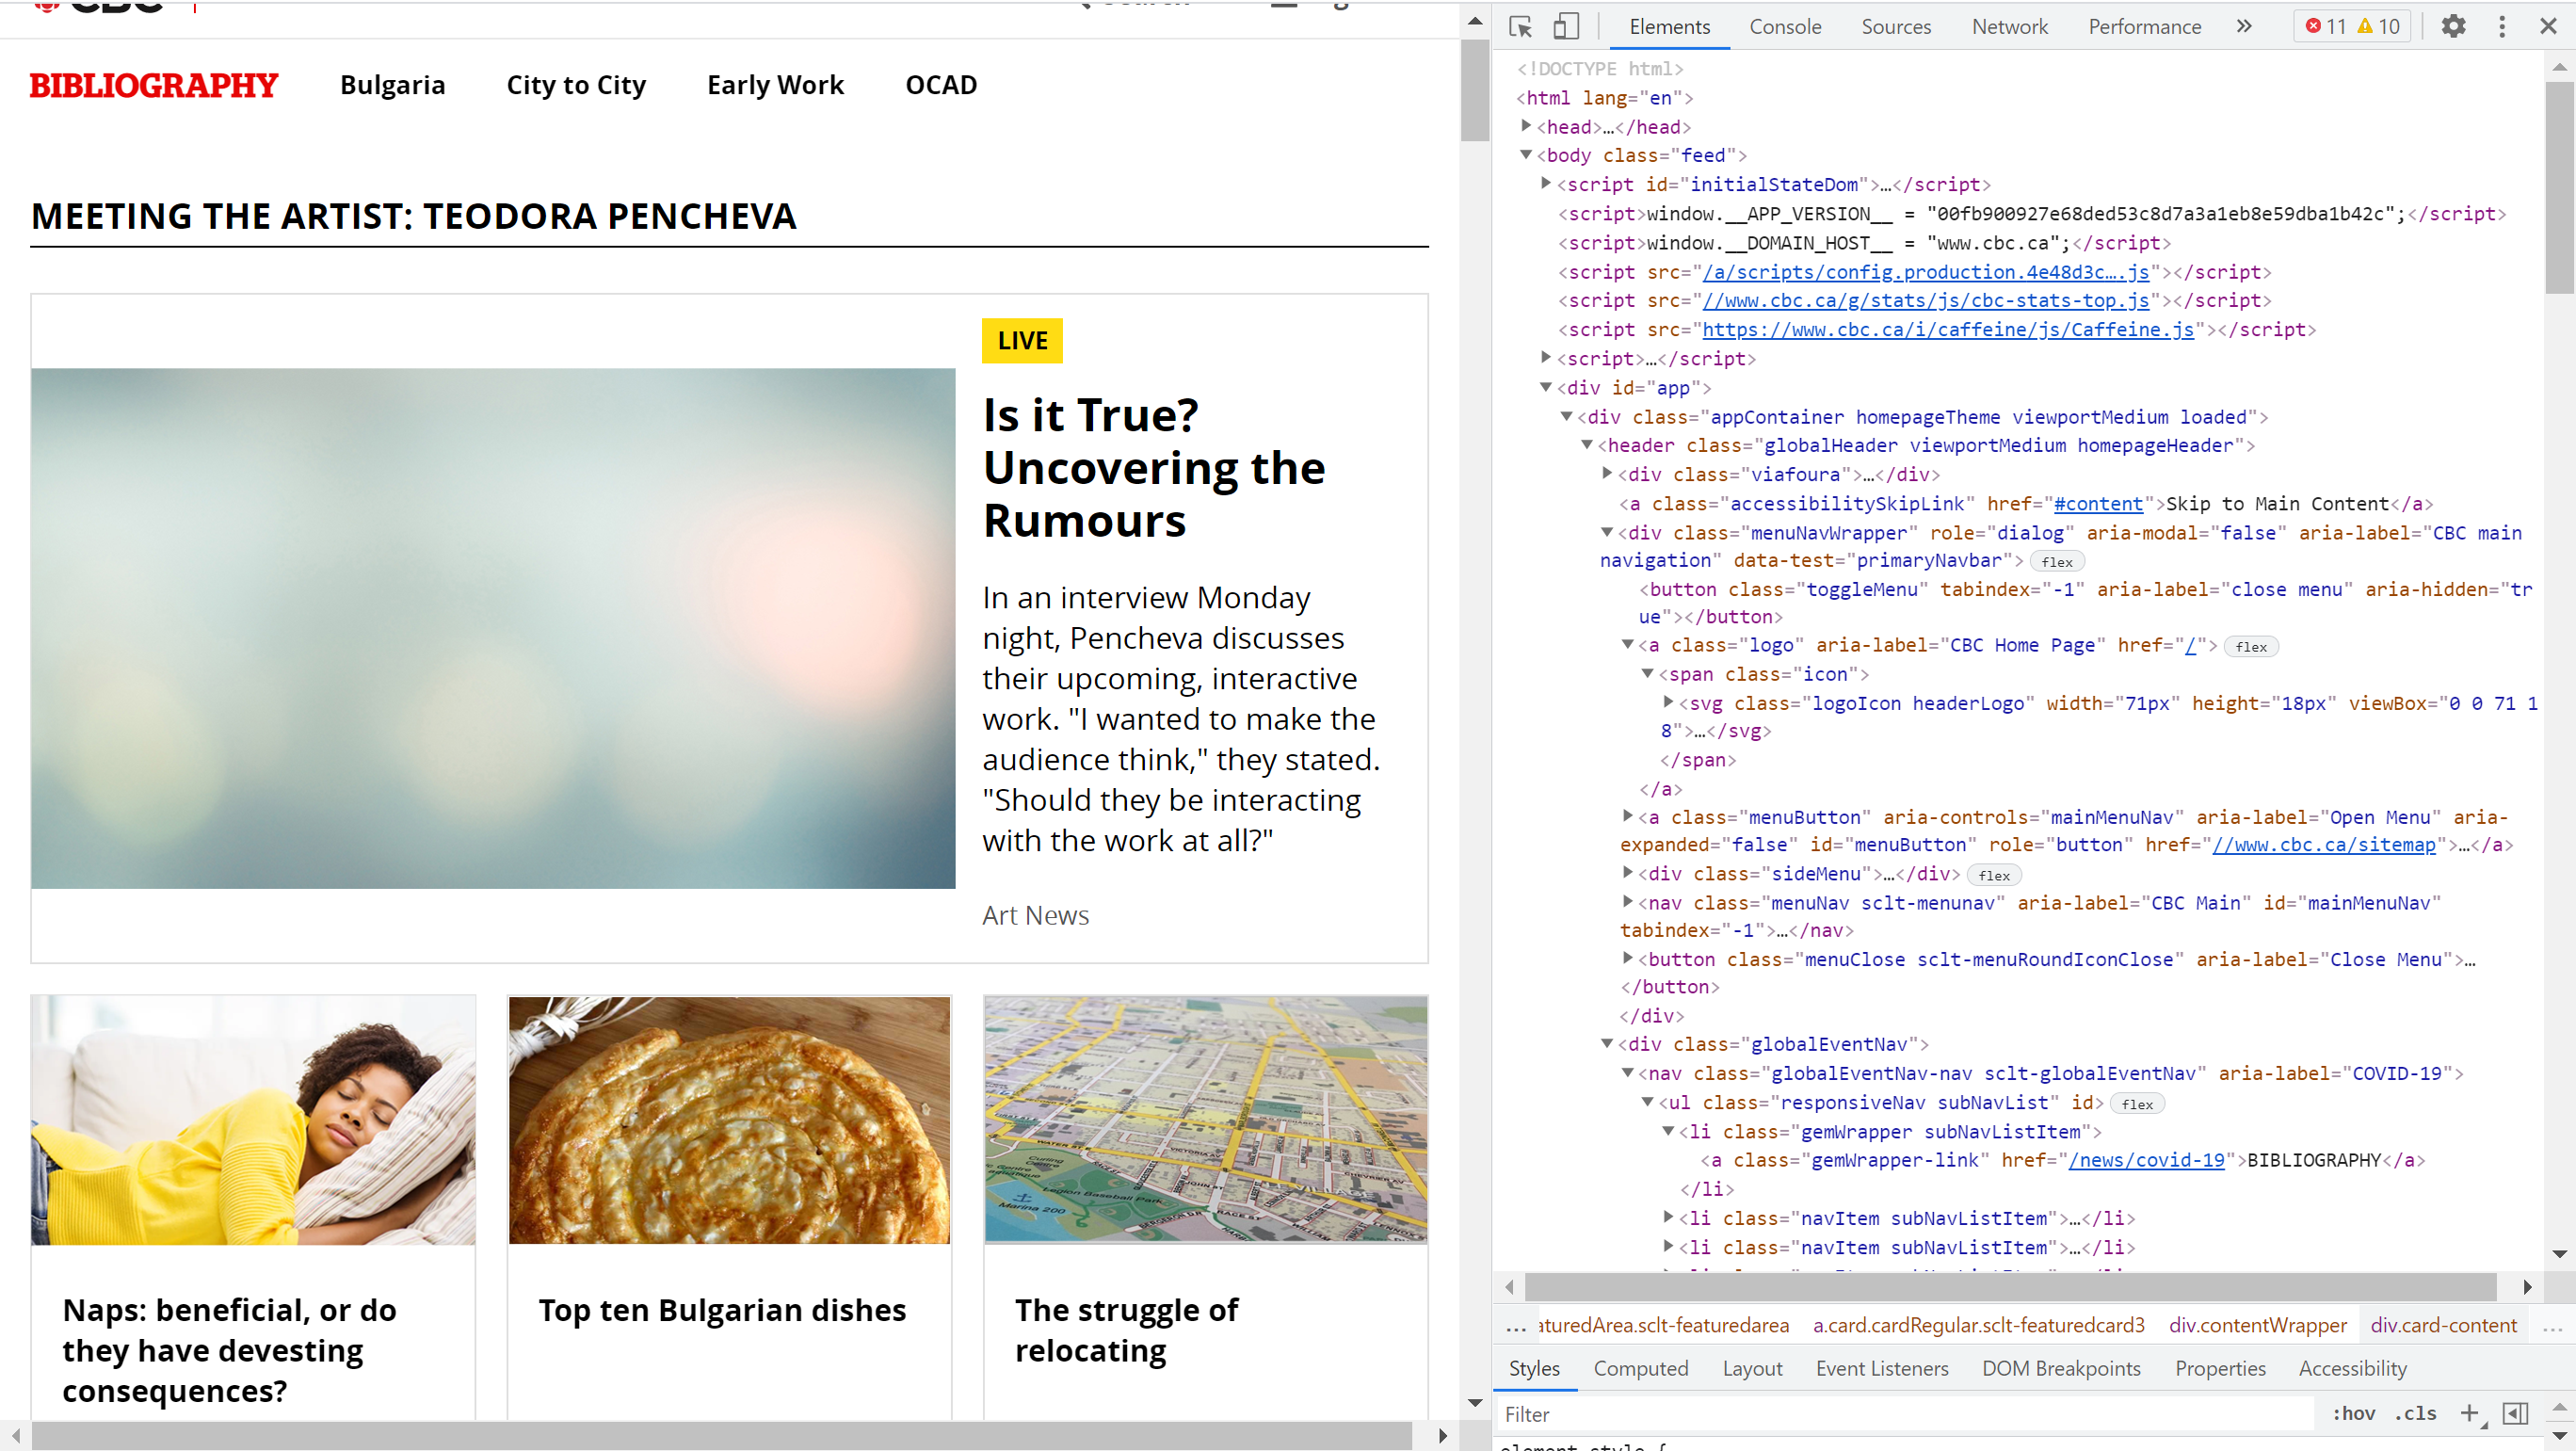 CBC
Search
BIBLIOGRAPHY Bulgaria City to City Early Work OCAD
MEETING THE ARTIST: TEODORA PENCHEVA
LIVE
Is it True?
Uncovering the
Rumours
In an interview Monday
night, Pencheva discusses
their upcoming, interactive
work. "I wanted to make the
audience think," they stated.
"Should they be interacting
with the work at all?"
Art News
Naps: beneficial, or do
they have devesting
consequences?
Top ten Bulgarian dishes
Legion Baseball Park
Marina 200
The struggle of
relocating
Elements Console Sources Network Performance » 11 10
<!DOCTYPE html>
<html lang="en">
<head>…</head>
<body class="feed">
<script id="initialStateDom">…</script>
<script>window.__APP_VERSION__ = "00fb900927e68ded53c8d7a3a1eb8e59dba1b42c";</script>
<script>window.__DOMAIN_HOST__ = "www.cbc.ca";</script>
<script src="/a/scripts/config.production.4e48d3c….js"></script>
<script src="//www.cbc.ca/g/stats/js/cbc-stats-top.js"></script>
<script src="https://www.cbc.ca/i/caffeine/js/Caffeine.js"></script>
<script>…</script>
<div id="app">
<div class="appContainer homepageTheme viewportMedium loaded">
<header class="globalHeader viewportMedium homepageHeader">
<div class="viafoura">…</div>
<a class="accessibilitySkipLink" href="#content">Skip to Main Content</a>
<div class="menuNavWrapper" role="dialog" aria-modal="false" aria-label="CBC main
navigation" data-test="primaryNavbar"> flex
<button class="toggleMenu" tabindex="-1" aria-label="close menu" aria-hidden="tr
ue"></button>
<a class="logo" aria-label="CBC Home Page" href="/"> flex
<span class="icon">
<svg class="logoIcon headerLogo" width="71px" height="18px" viewBox="0 0 71 1
8">…</svg>
</span>
</a>
<a class="menuButton" aria-controls="mainMenuNav" aria-label="Open Menu" aria-
expanded="false" id="menuButton" role="button" href="//www.cbc.ca/sitemap">…</a>
<div class="sideMenu">…</div> flex
<nav class="menuNav sclt-menunav" aria-label="CBC Main" id="mainMenuNav"
tabindex="-1">…</nav>
<button class="menuClose sclt-menuRoundIconClose" aria-label="Close Menu">…
</button>
</div>
<div class="globalEventNav">
<nav class="globalEventNav-nav sclt-globalEventNav" aria-label="COVID-19">
<ul class="responsiveNav subNavList" id> flex
<li class="gemWrapper subNavListItem">
<a class="gemWrapper-link" href="/news/covid-19">BIBLIOGRAPHY</a>
</li>
<li class="navItem subNavListItem">…</li>
<li class="navItem subNavListItem">…</li>
… aturedArea.sclt-featuredarea a.card.cardRegular.sclt-featuredcard3 div.contentWrapper div.card-content …
Styles Computed Layout Event Listeners DOM Breakpoints Properties Accessibility
Filter :hov .cls +
element.style {